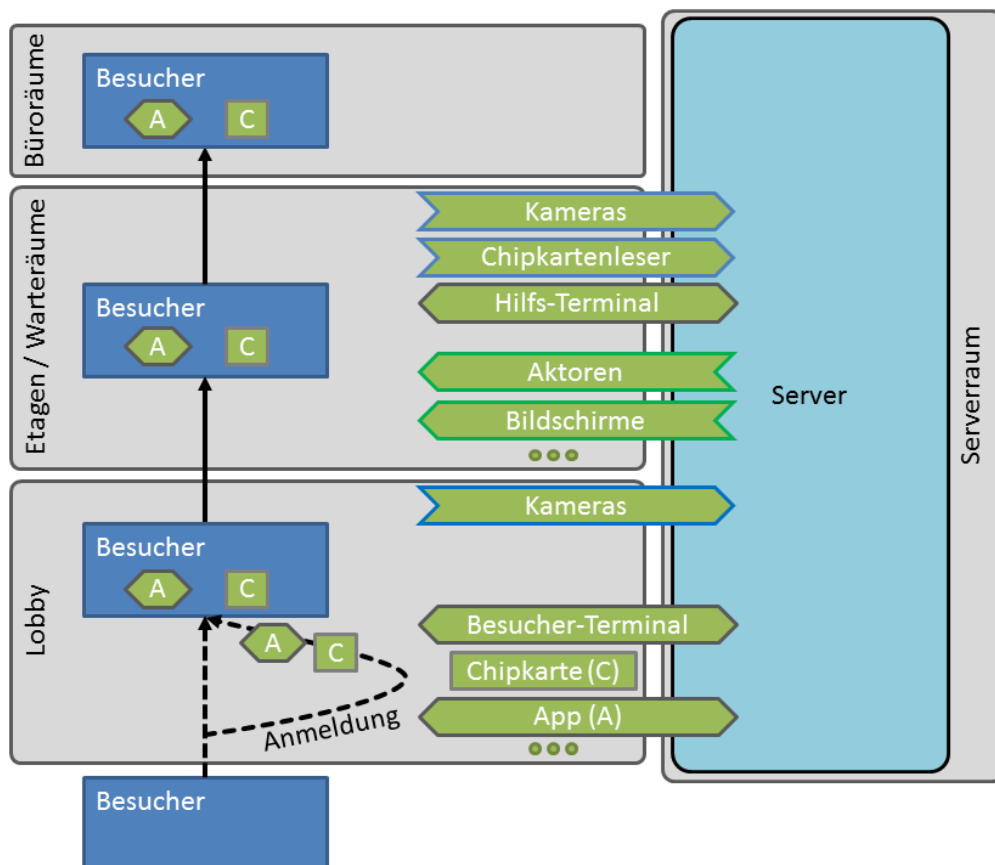 Büroräume
Besucher
A C
Etagen / Warteräume
Besucher
A C
Kameras
Chipkartenleser
Hilfs-Terminal
Aktoren
Bildschirme
Lobby
Besucher
A C
A
C
Anmeldung
Kameras
Besucher-Terminal
Chipkarte (C)
App (A)
Besucher
Server
Serverraum